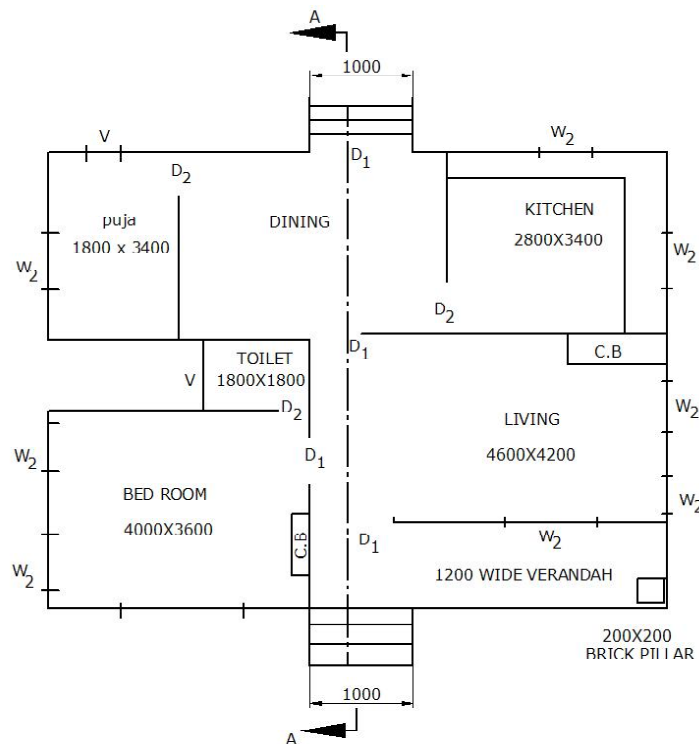 A
1000
V
W2
D1
D2
puja
1800 x 3400
DINING
KITCHEN
2800X3400
W2
W2
D2
D1
TOILET
1800X1800
C.B
V
D2
W2
LIVING
4600X4200
D1
W2
BED ROOM
4000X3600
W2
C.B
D1
W2
W2
1200 WIDE VERANDAH
200X200
BRICK PILLAR
1000
A